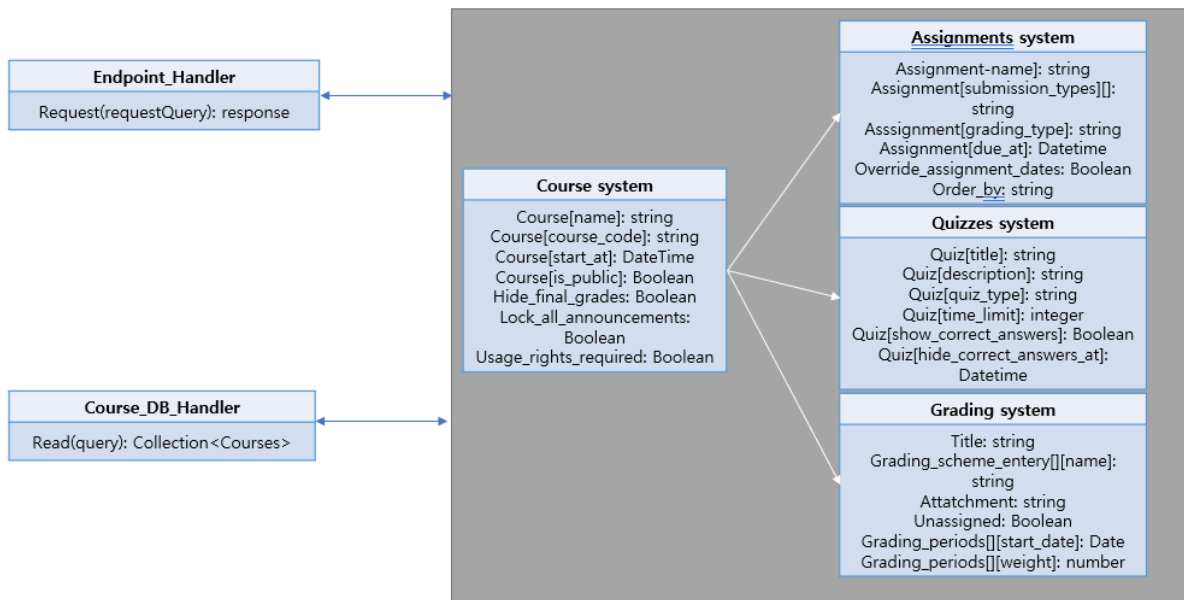 Endpoint_Handler
Request(requestQuery): response
Course_DB_Handler
Read(query): Collection<Courses>
Course system
Course[name]: string
Course[course_code]: string
Course[start_at]: DateTime
Course[is_public]: Boolean
Hide_final_grades: Boolean
Lock_all_announcements:
Boolean
Usage_rights_required: Boolean
Assignments system
Assignment-name]: string
Assignment[submission_types][]:
string
Asssignment[grading_type]: string
Assignment[due_at]: Datetime
Override_assignment_dates: Boolean
Order_by: string
Quizzes system
Quiz[title]: string
Quiz[description]: string
Quiz[quiz_type]: string
Quiz[time_limit]: integer
Quiz[show_correct_answers]: Boolean
Quiz[hide_correct_answers_at]:
Datetime
Grading system
Title: string
Grading_scheme_entery[][name]:
string
Attatchment: string
Unassigned: Boolean
Grading_periods[][start_date]: Date
Grading_periods[][weight]: number